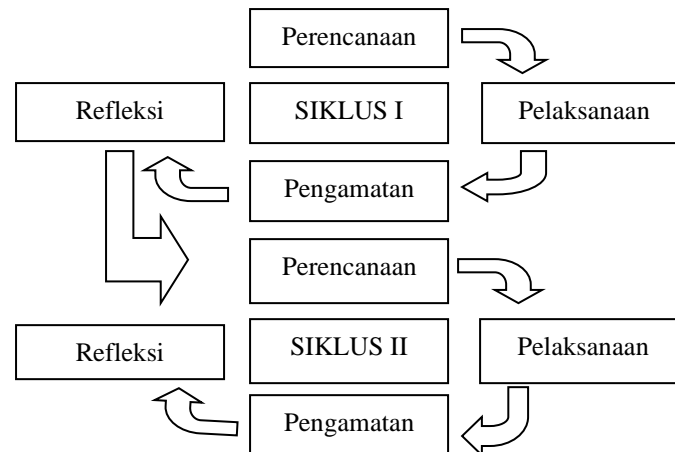 Perencanaan
Refleksi
SIKLUS I
Pelaksanaan
Pengamatan
Perencanaan
Refleksi
SIKLUS II
Pelaksanaan
Pengamatan